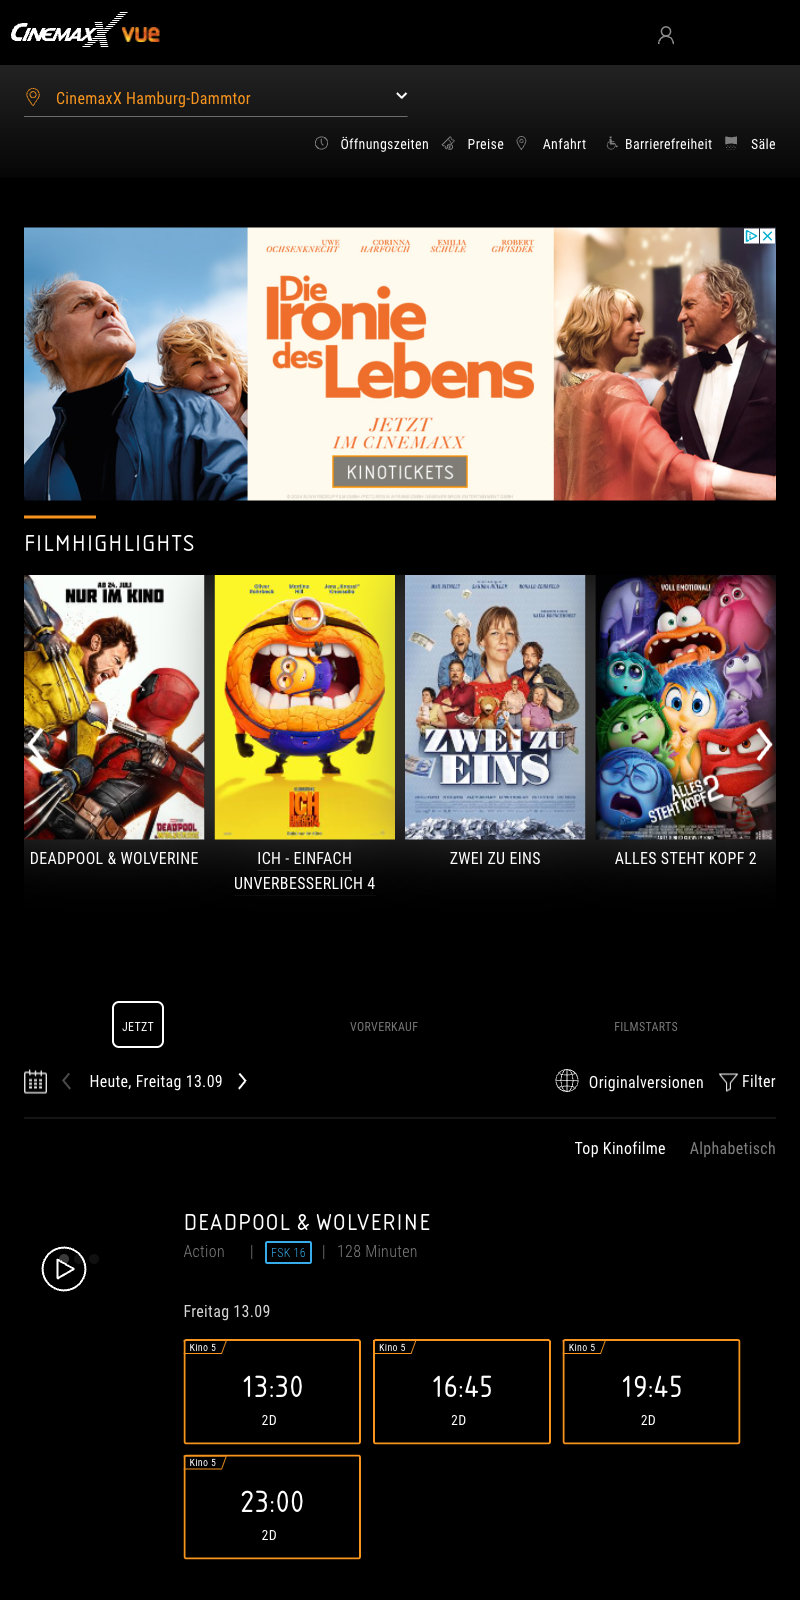 CINEMAXX vue
CinemaxX Hamburg-Dammtor
Öffnungszeiten Preise Anfahrt Barrierefreiheit Säle
UWE OCHSENKNECHT CORINNA HARFOUCH EMILIA SCHÜLE ROBERT GWISDEK
Die
Ironie
des
Lebens
JETZT
IM CINEMAXX
KINOTICKETS
FILMHIGHLIGHTS
AB 24. JULI
NUR IM KINO
DEADPOOL
ICH
ZWEI ZU
EINS
VOLL EMOTIONAL!
ALLES
STEHT KOPF 2
DEADPOOL & WOLVERINE
ICH - EINFACH
UNVERBESSERLICH 4
ZWEI ZU EINS
ALLES STEHT KOPF 2
JETZT
VORVERKAUF
FILMSTARTS
Heute, Freitag 13.09
Originalversionen
Filter
Top Kinofilme Alphabetisch
DEADPOOL & WOLVERINE
Action | FSK 16 | 128 Minuten
Freitag 13.09
Kino 5
13:30
2D
Kino 5
16:45
2D
Kino 5
19:45
2D
Kino 5
23:00
2D